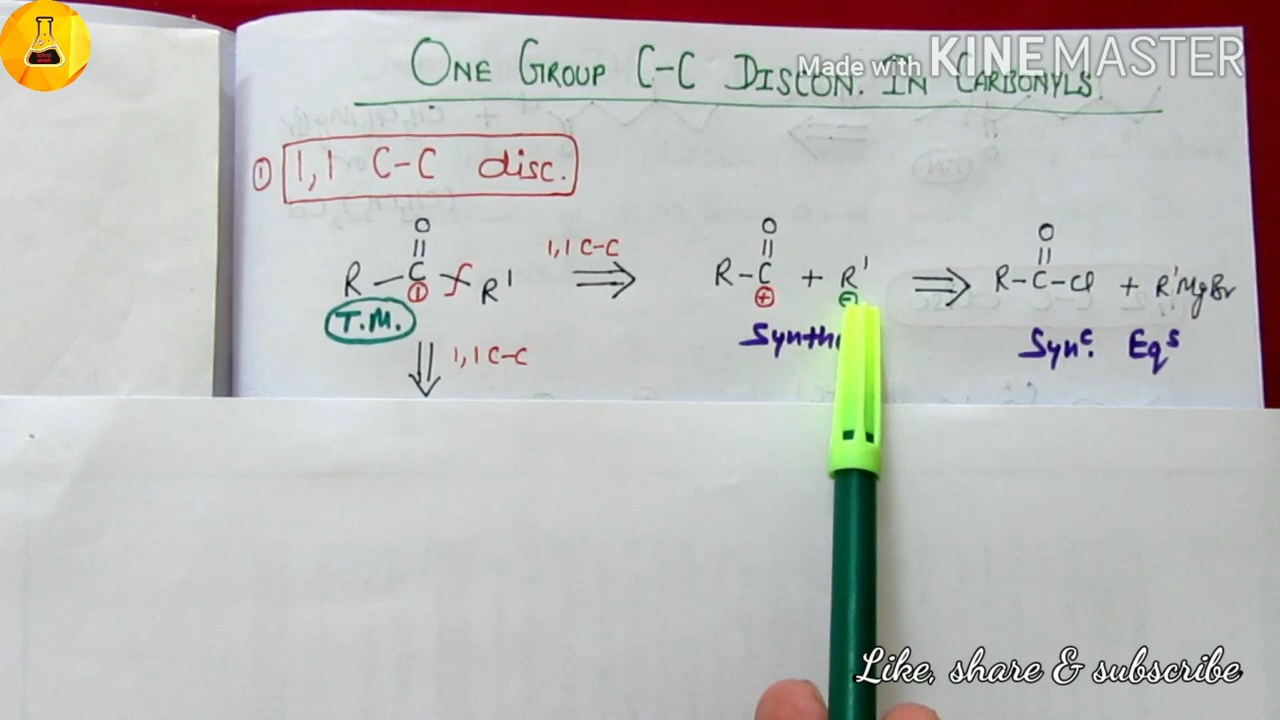 ONE GROUP C-C DISCON. IN CARBONYLS
Made with KINEMASTER
① 1,1 C-C disc.
O O O
|| 1,1 C-C || ||
R-C R' ⇒ R-C + R' ⇒ R-C-Cl + R'MgBr
① ⊕ ⊖
T.M. Synth Sync. Eqs
⇓ 1,1 C-C
Like, share & subscribe